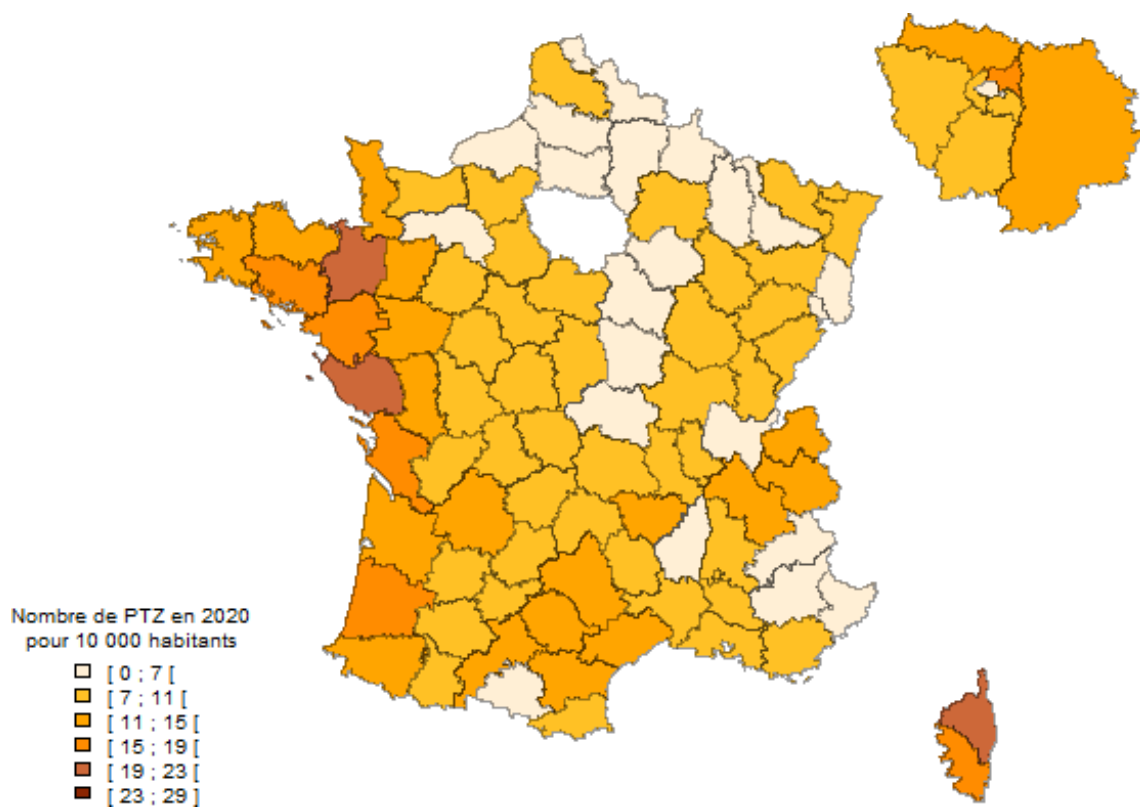 Nombre de PTZ en 2020
pour 10 000 habitants
[ 0 ; 7 [
[ 7 ; 11 [
[ 11 ; 15 [
[ 15 ; 19 [
[ 19 ; 23 [
[ 23 ; 29 ]